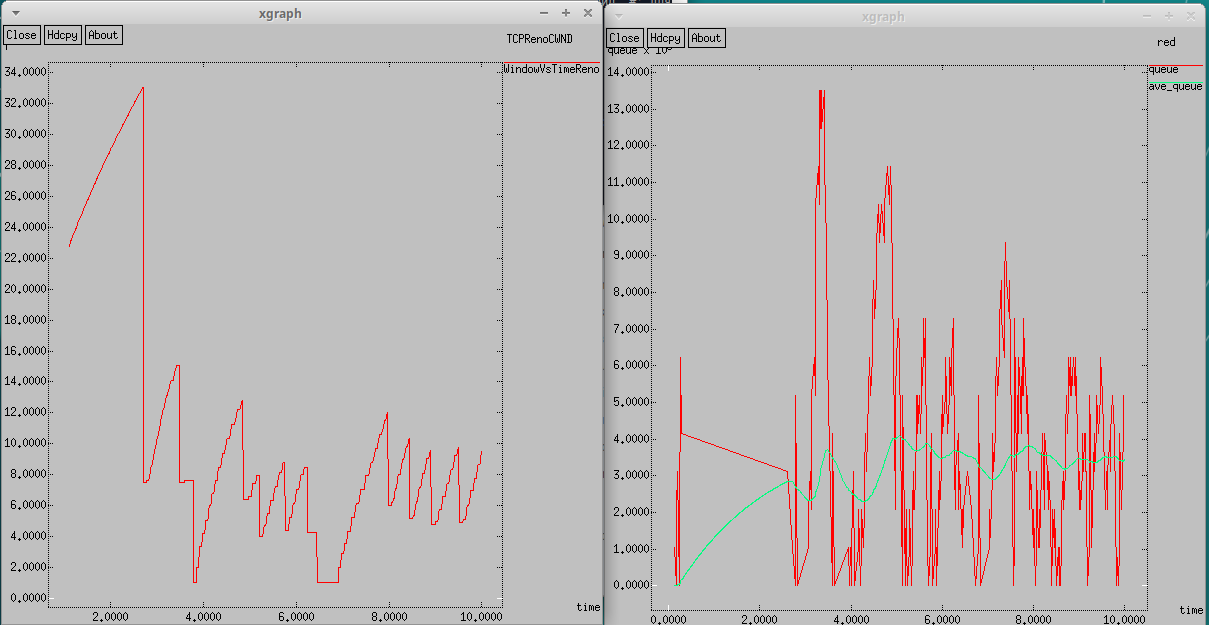 xgraph
Close Hdcpy About
TCPRenoCWND
WindowVsTimeReno
34.0000
32.0000
30.0000
28.0000
26.0000
24.0000
22.0000
20.0000
18.0000
16.0000
14.0000
12.0000
10.0000
8.0000
6.0000
4.0000
2.0000
0.0000
time
2.0000 4.0000 6.0000 8.0000 10.0000
xgraph
Close Hdcpy About
queue x 10
red
queue
ave_queue
14.0000
13.0000
12.0000
11.0000
10.0000
9.0000
8.0000
7.0000
6.0000
5.0000
4.0000
3.0000
2.0000
1.0000
0.0000
time
0.0000 2.0000 4.0000 6.0000 8.0000 10.0000